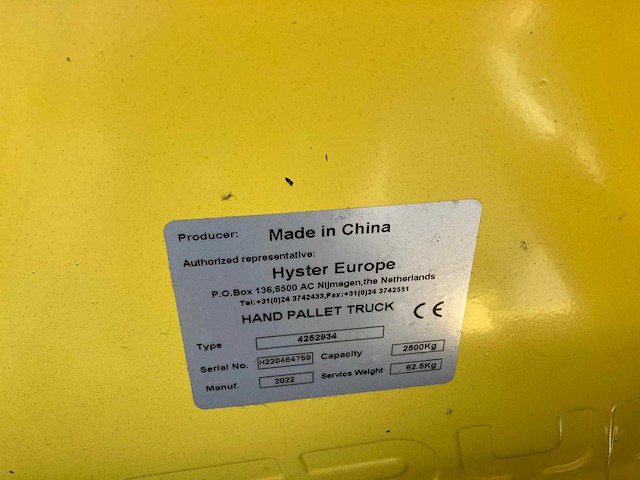 Producer: Made in China
Authorized representative:
Hyster Europe
P.O.Box 136,6500 AC Nijmegen,the Netherlands
Tel:+31(0)24 3742433,Fax:+31(0)24 3742551
HAND PALLET TRUCK CE
Type 4252934
Serial No. H220464759 Capacity 2500Kg
Manuf. 2022 Service Weight 62.5Kg